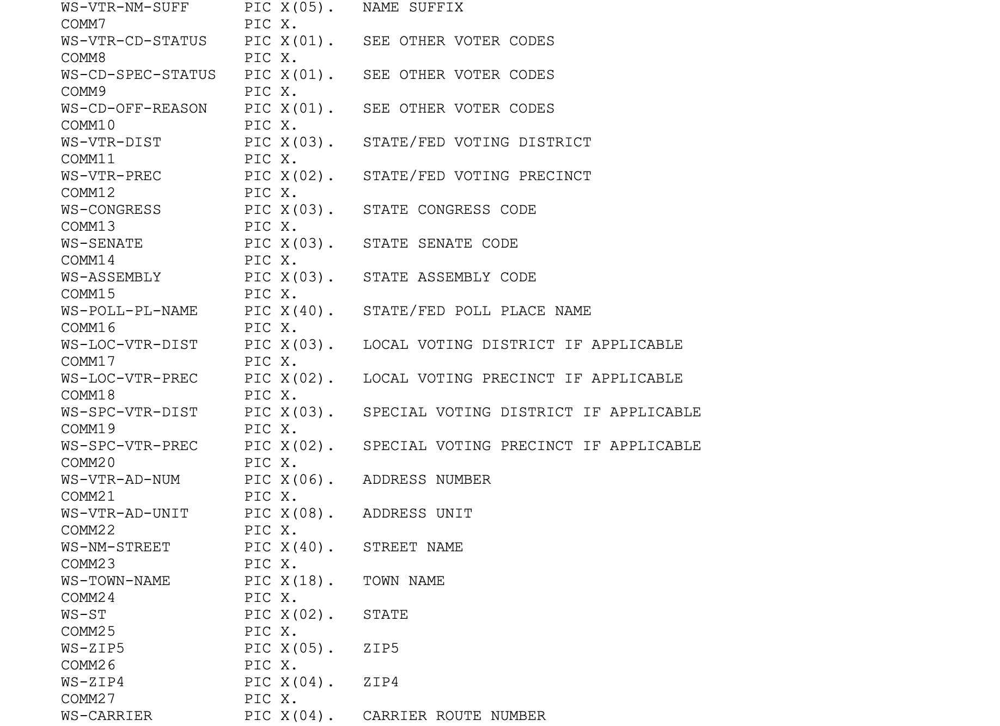 WS-VTR-NM-SUFF PIC X(05). NAME SUFFIX
COMM7 PIC X.
WS-VTR-CD-STATUS PIC X(01). SEE OTHER VOTER CODES
COMM8 PIC X.
WS-CD-SPEC-STATUS PIC X(01). SEE OTHER VOTER CODES
COMM9 PIC X.
WS-CD-OFF-REASON PIC X(01). SEE OTHER VOTER CODES
COMM10 PIC X.
WS-VTR-DIST PIC X(03). STATE/FED VOTING DISTRICT
COMM11 PIC X.
WS-VTR-PREC PIC X(02). STATE/FED VOTING PRECINCT
COMM12 PIC X.
WS-CONGRESS PIC X(03). STATE CONGRESS CODE
COMM13 PIC X.
WS-SENATE PIC X(03). STATE SENATE CODE
COMM14 PIC X.
WS-ASSEMBLY PIC X(03). STATE ASSEMBLY CODE
COMM15 PIC X.
WS-POLL-PL-NAME PIC X(40). STATE/FED POLL PLACE NAME
COMM16 PIC X.
WS-LOC-VTR-DIST PIC X(03). LOCAL VOTING DISTRICT IF APPLICABLE
COMM17 PIC X.
WS-LOC-VTR-PREC PIC X(02). LOCAL VOTING PRECINCT IF APPLICABLE
COMM18 PIC X.
WS-SPC-VTR-DIST PIC X(03). SPECIAL VOTING DISTRICT IF APPLICABLE
COMM19 PIC X.
WS-SPC-VTR-PREC PIC X(02). SPECIAL VOTING PRECINCT IF APPLICABLE
COMM20 PIC X.
WS-VTR-AD-NUM PIC X(06). ADDRESS NUMBER
COMM21 PIC X.
WS-VTR-AD-UNIT PIC X(08). ADDRESS UNIT
COMM22 PIC X.
WS-NM-STREET PIC X(40). STREET NAME
COMM23 PIC X.
WS-TOWN-NAME PIC X(18). TOWN NAME
COMM24 PIC X.
WS-ST PIC X(02). STATE
COMM25 PIC X.
WS-ZIP5 PIC X(05). ZIP5
COMM26 PIC X.
WS-ZIP4 PIC X(04). ZIP4
COMM27 PIC X.
WS-CARRIER PIC X(04). CARRIER ROUTE NUMBER